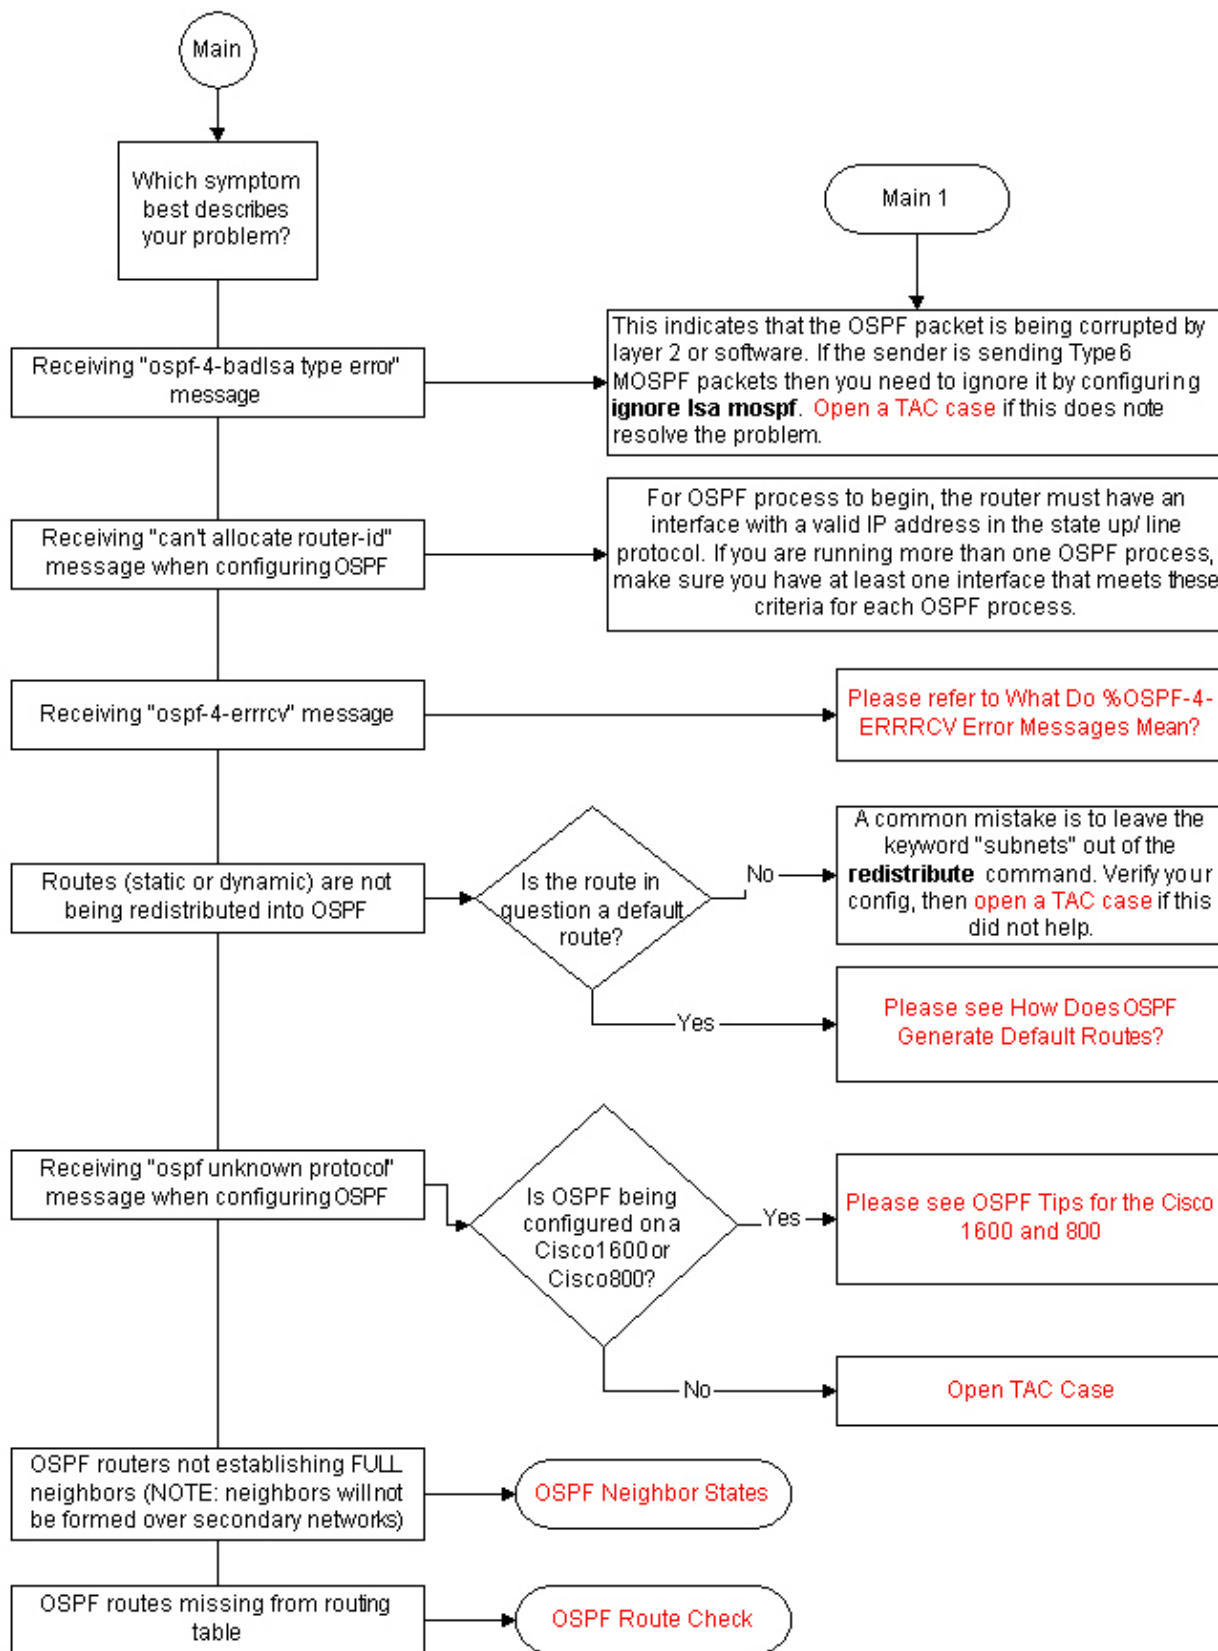 Main
Which symptom
best describes
your problem?
Main 1
Receiving "ospf-4-badlsa type error"
message
This indicates that the OSPF packet is being corrupted by
layer 2 or software. If the sender is sending Type 6
MOSPF packets then you need to ignore it by configuring
ignore lsa mospf. Open a TAC case if this does note
resolve the problem.
Receiving "can't allocate router-id"
message when configuring OSPF
For OSPF process to begin, the router must have an
interface with a valid IP address in the state up/ line
protocol. If you are running more than one OSPF process,
make sure you have at least one interface that meets these
criteria for each OSPF process.
Receiving "ospf-4-errrcv" message
Please refer to What Do %OSPF-4-
ERRRCV Error Messages Mean?
Routes (static or dynamic) are not
being redistributed into OSPF
Is the route in
question a default
route?
No
A common mistake is to leave the
keyword "subnets" out of the
redistribute command. Verify your
config, then open a TAC case if this
did not help.
Yes
Please see How Does OSPF
Generate Default Routes?
Receiving "ospf unknown protocol"
message when configuring OSPF
Is OSPF being
configured on a
Cisco1600 or
Cisco800?
Yes
Please see OSPF Tips for the Cisco
1600 and 800
No
Open TAC Case
OSPF routers not establishing FULL
neighbors (NOTE: neighbors will not
be formed over secondary networks)
OSPF Neighbor States
OSPF routes missing from routing
table
OSPF Route Check